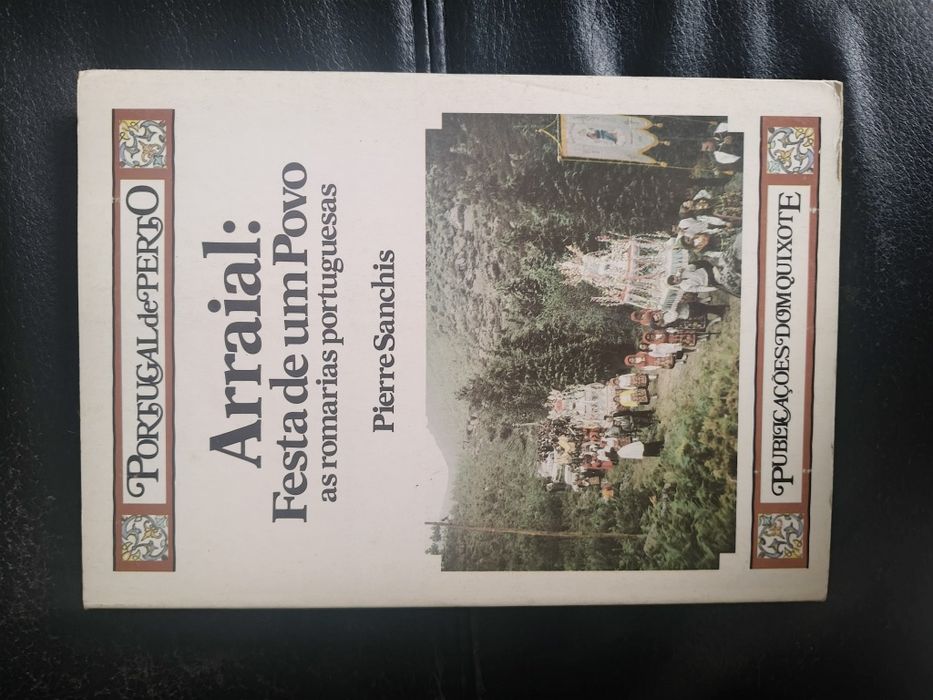 PORTUGAL de PERTO
Arraial:
Festa de um Povo
as romarias portuguesas
Pierre Sanchis
PUBLICAÇÕES DOM QUIXOTE